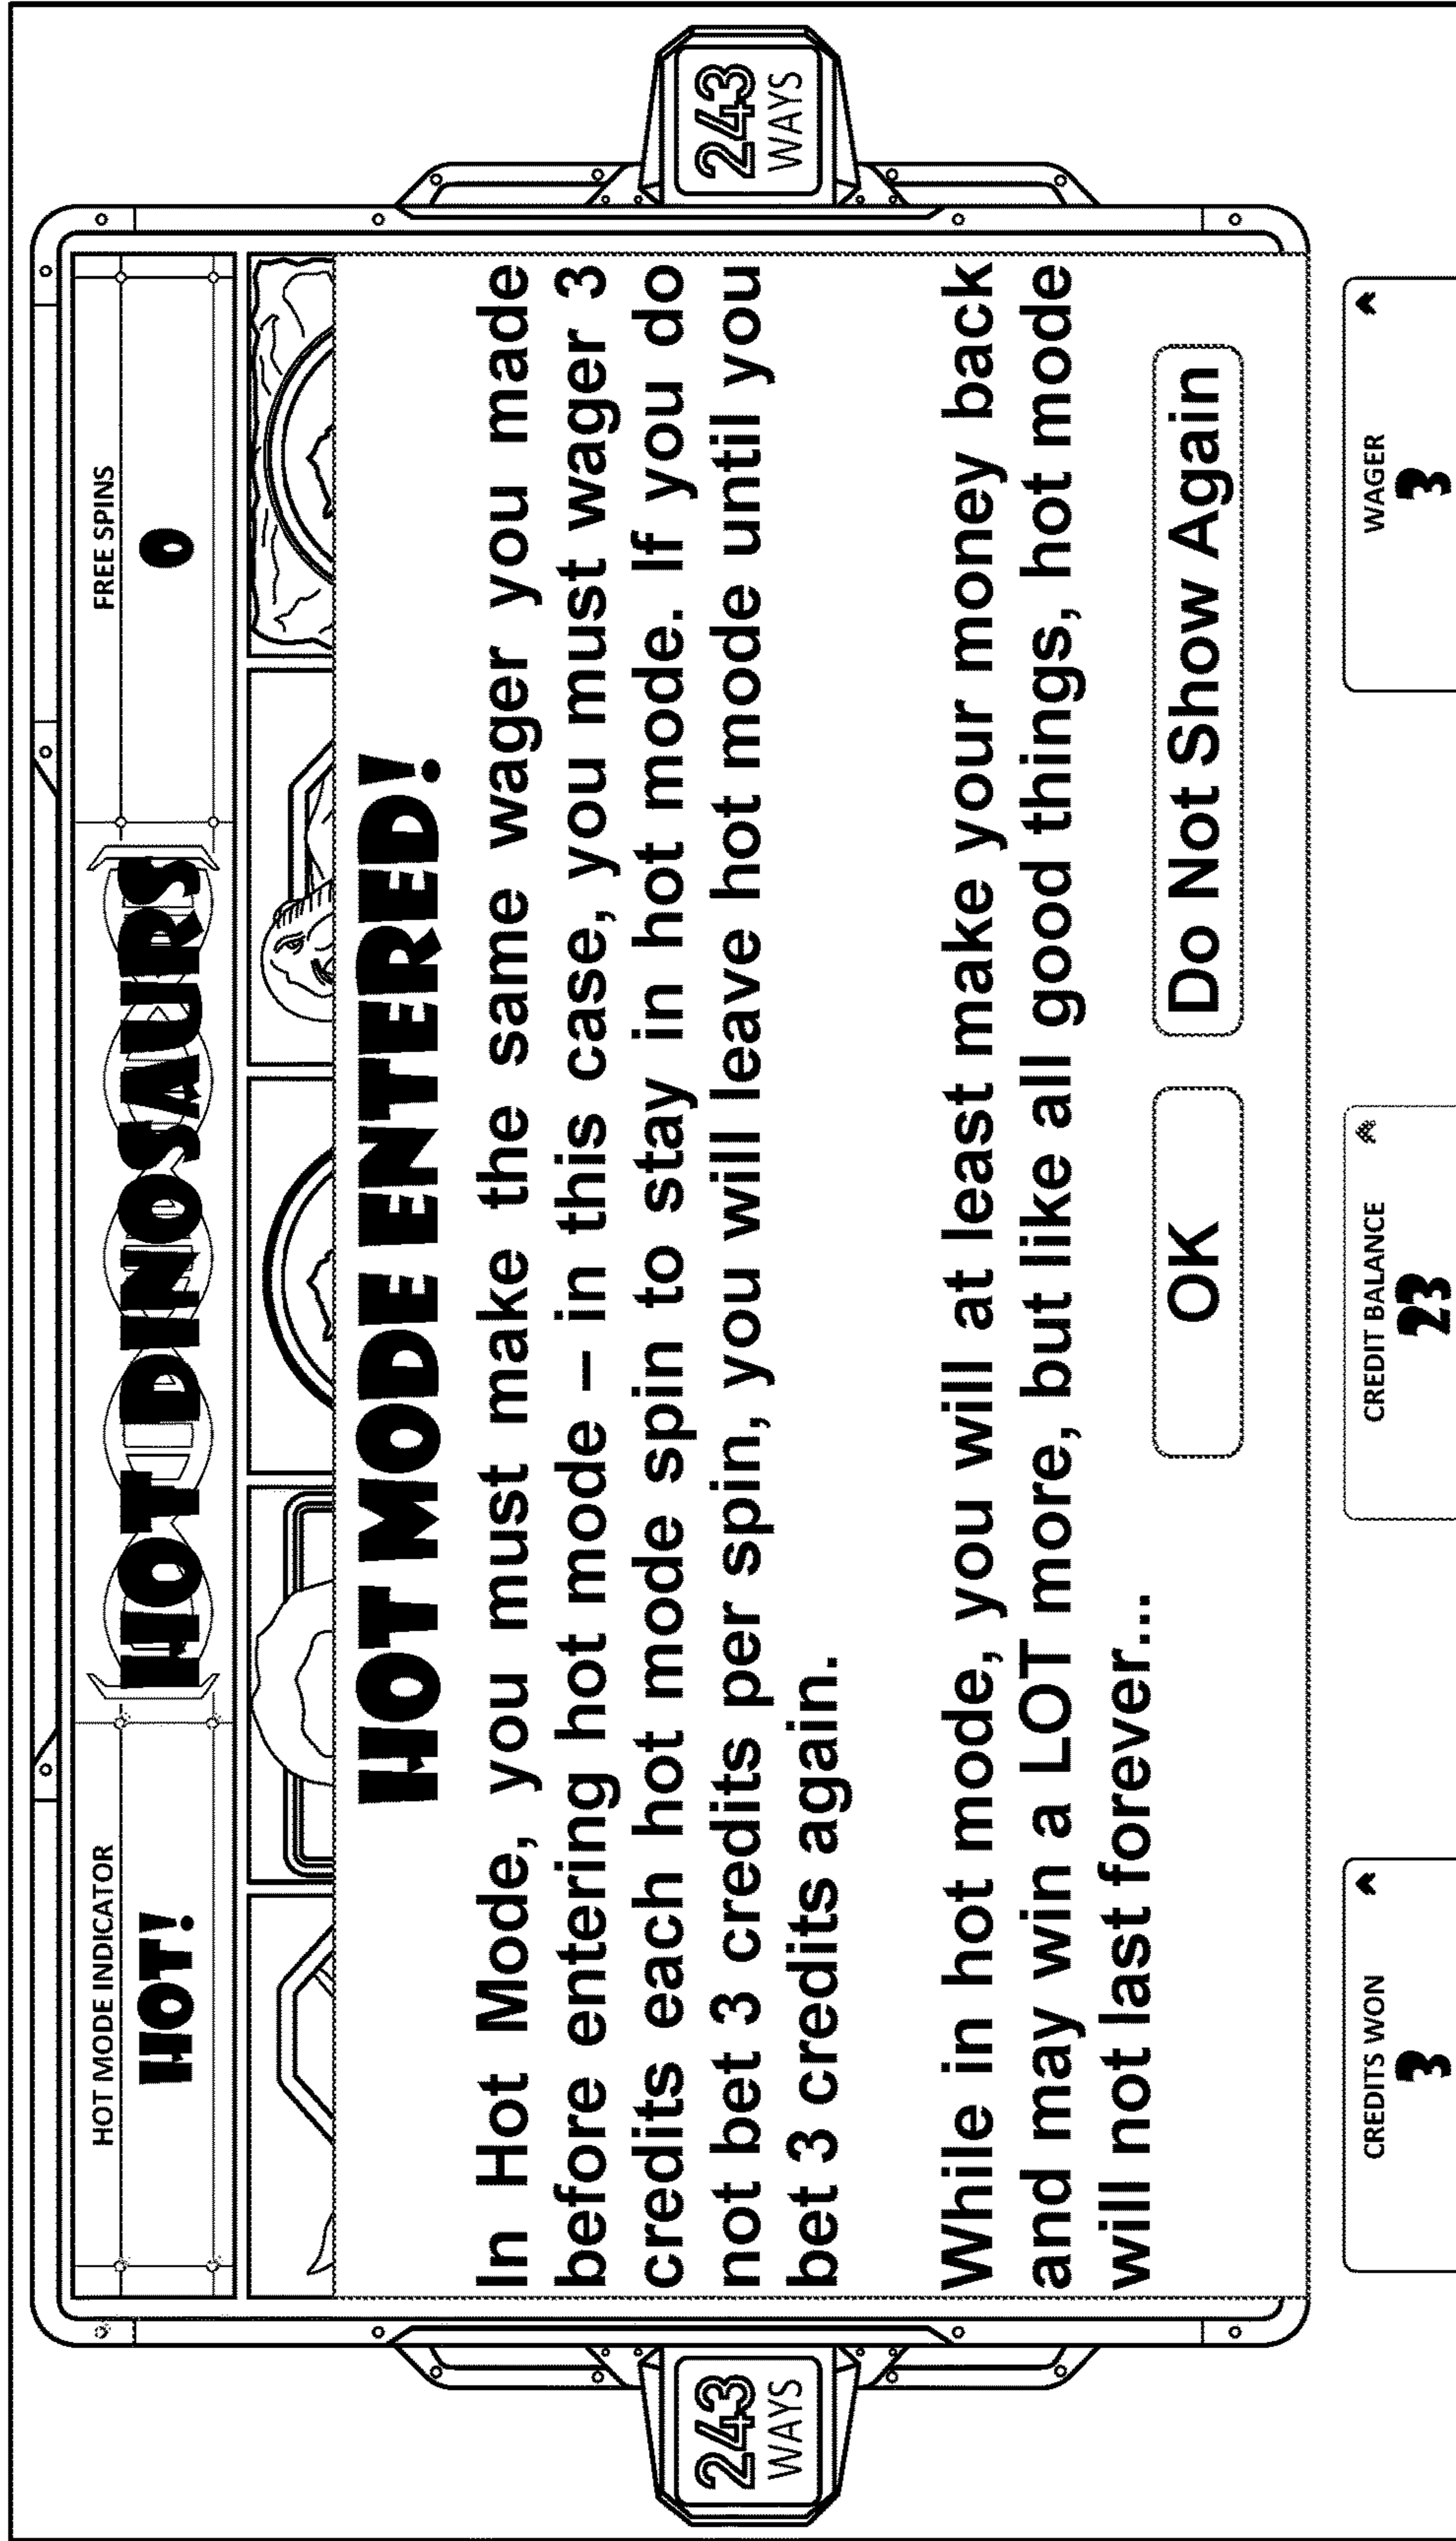 HOT MODE INDICATOR
HOT!
HOT DINOSAURS
FREE SPINS
0
243
WAYS
243
WAYS
HOT MODE ENTERED!
In Hot Mode, you must make the same wager you made
before entering hot mode – in this case, you must wager 3
credits each hot mode spin to stay in hot mode. If you do
not bet 3 credits per spin, you will leave hot mode until you
bet 3 credits again.
While in hot mode, you will at least make your money back
and may win a LOT more, but like all good things, hot mode
will not last forever...
OK
Do Not Show Again
CREDITS WON
3
CREDIT BALANCE
23
WAGER
3